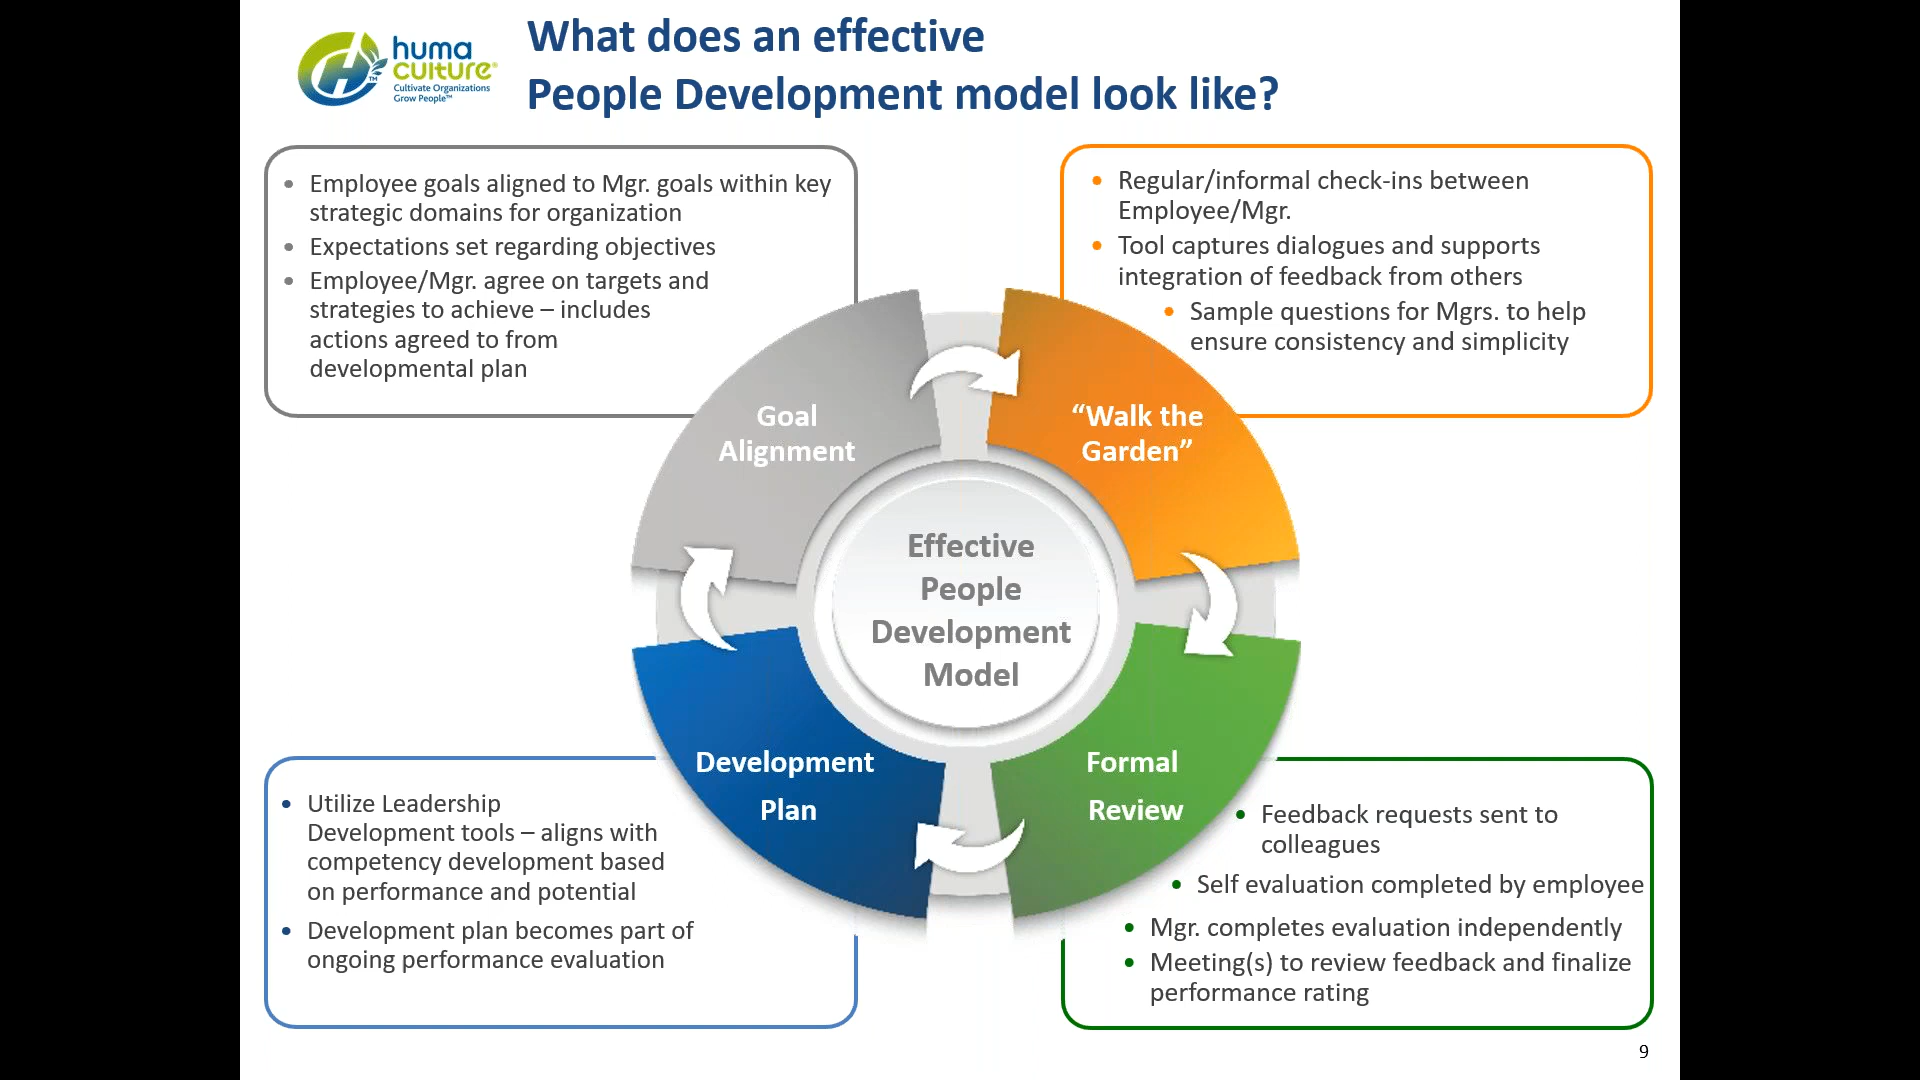 huma
culture®
Cultivate Organizations
Grow People™
What does an effective
People Development model look like?
• Employee goals aligned to Mgr. goals within key
strategic domains for organization
• Expectations set regarding objectives
• Employee/Mgr. agree on targets and
strategies to achieve – includes
actions agreed to from
developmental plan
• Regular/informal check-ins between
Employee/Mgr.
• Tool captures dialogues and supports
integration of feedback from others
• Sample questions for Mgrs. to help
ensure consistency and simplicity
Goal
Alignment
“Walk the
Garden”
Effective
People
Development
Model
Development
Plan
Formal
Review
• Utilize Leadership
Development tools – aligns with
competency development based
on performance and potential
• Development plan becomes part of
ongoing performance evaluation
• Feedback requests sent to
colleagues
• Self evaluation completed by employee
• Mgr. completes evaluation independently
• Meeting(s) to review feedback and finalize
performance rating
9